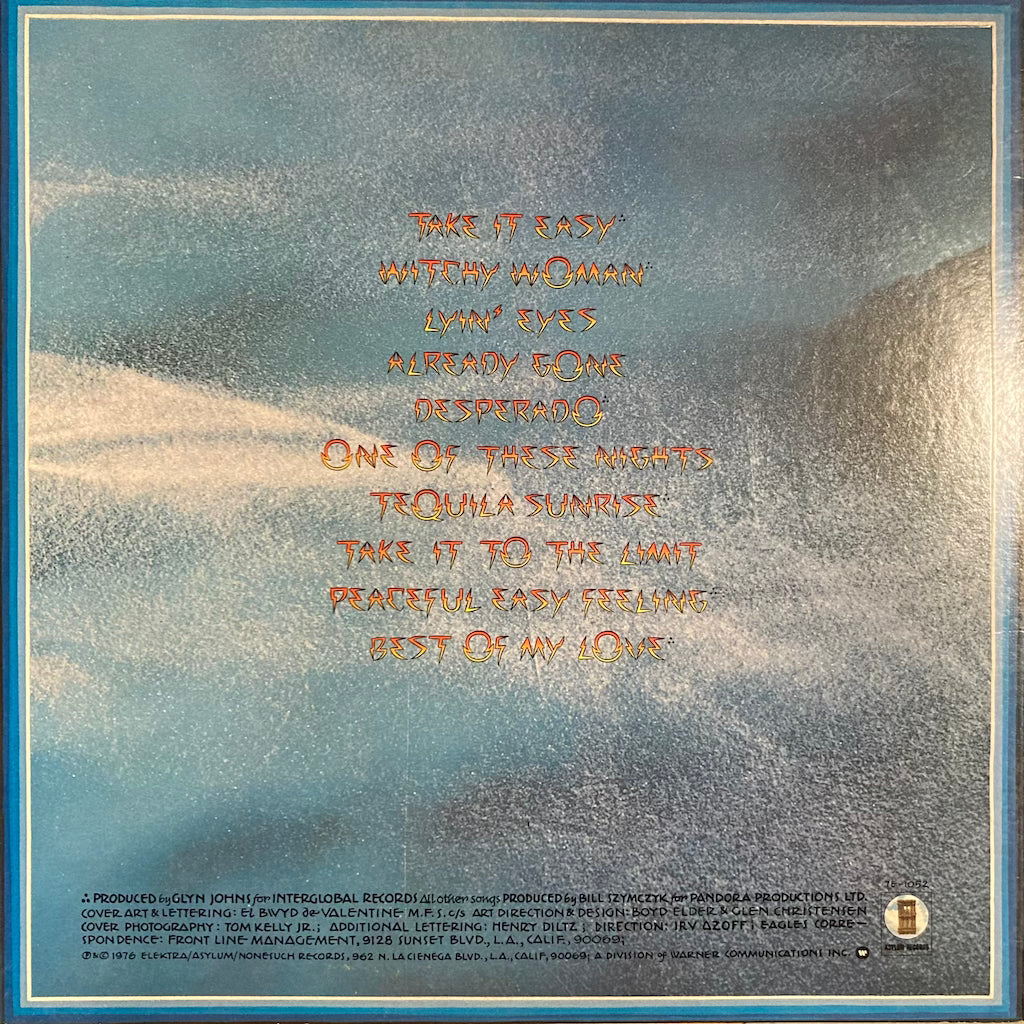 TAKE IT EASY∴
WITCHY WOMAN∴
LYIN' EYES
ALREADY GONE
DESPERADO∴
ONE OF THESE NIGHTS
TEQUILA SUNRISE∴
TAKE IT TO THE LIMIT
PEACEFUL EASY FEELING∴
BEST OF MY LOVE∴
7E-1052
∴ PRODUCED by GLYN JOHNS for INTERGLOBAL RECORDS All other songs PRODUCED by BILL SZYMCZYK for PANDORA PRODUCTIONS LTD.
COVER ART & LETTERING: EL BWYD de VALENTINE M.F.S. c/s ART DIRECTION & DESIGN: BOYD ELDER & GLEN CHRISTENSEN
COVER PHOTOGRAPHY: TOM KELLY JR.; ADDITIONAL LETTERING: HENRY DILTZ; DIRECTION: IRV AZOFF; EAGLES CORRE-
SPONDENCE: FRONT LINE MANAGEMENT, 9128 SUNSET BLVD., L.A., CALIF, 90069;
℗&© 1976 ELEKTRA/ASYLUM/NONESUCH RECORDS, 962 N. LA CIENEGA BLVD., L.A., CALIF, 90069; A DIVISION of WARNER COMMUNICATIONS INC.
ASYLUM RECORDS